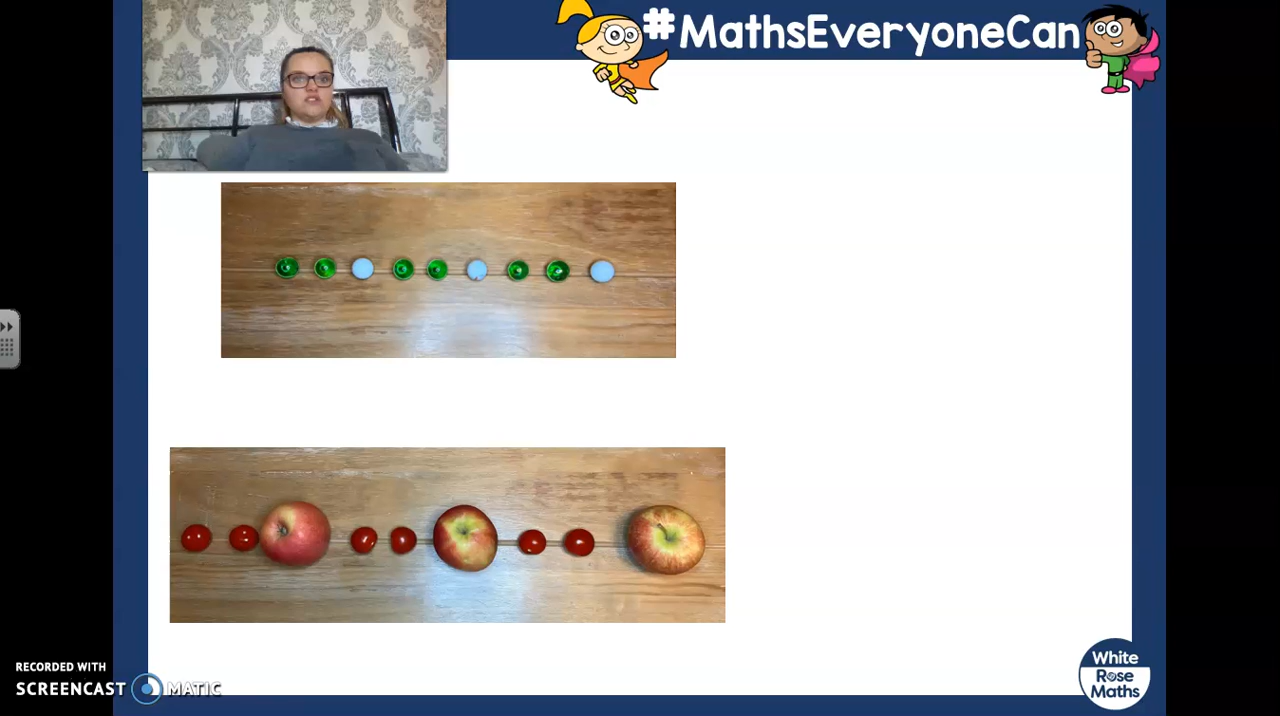 #MathsEveryoneCan
RECORDED WITH
SCREENCAST MATIC
White
Rose
Maths